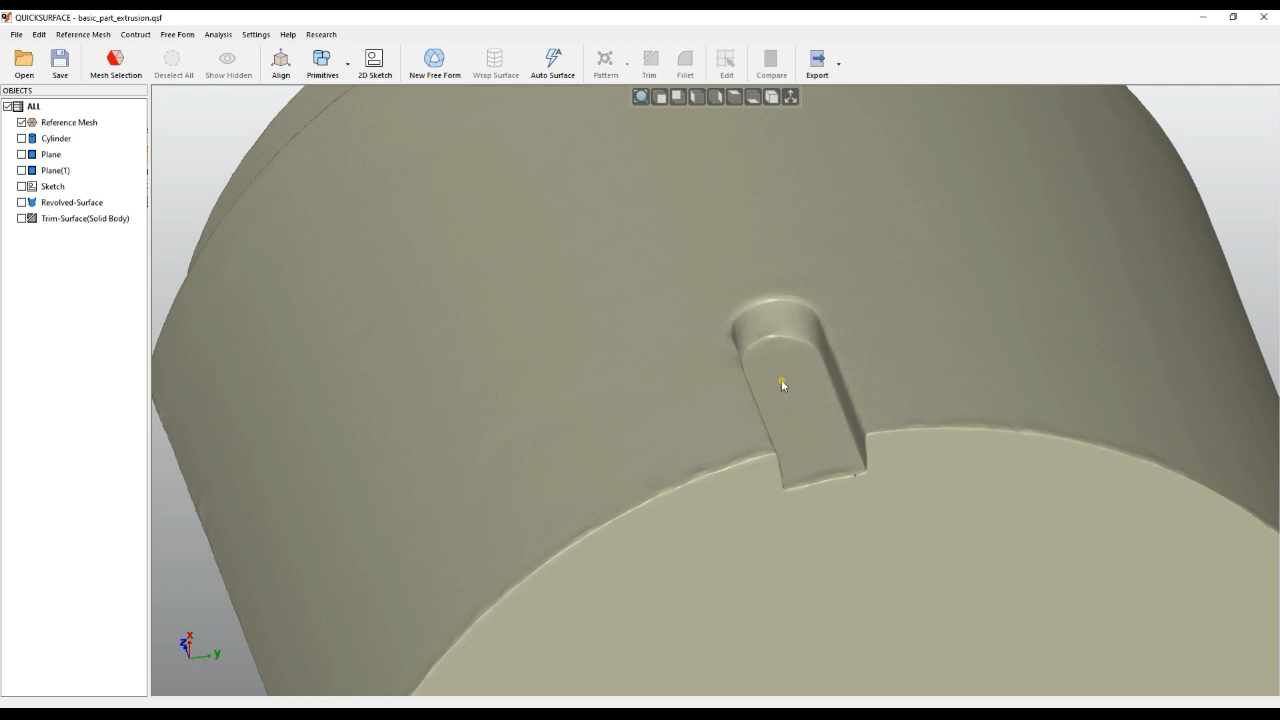 QUICKSURFACE - basic_part_extrusion.qsf
File Edit Reference Mesh Construct Free Form Analysis Settings Help Research
Open Save Mesh Selection Deselect All Show Hidden Align Primitives 2D Sketch New Free Form Wrap Surface Auto Surface Pattern Trim Fillet Edit Compare Export
OBJECTS
ALL
Reference Mesh
Cylinder
Plane
Plane(1)
Sketch
Revolved-Surface
Trim-Surface(Solid Body)
x
z
y